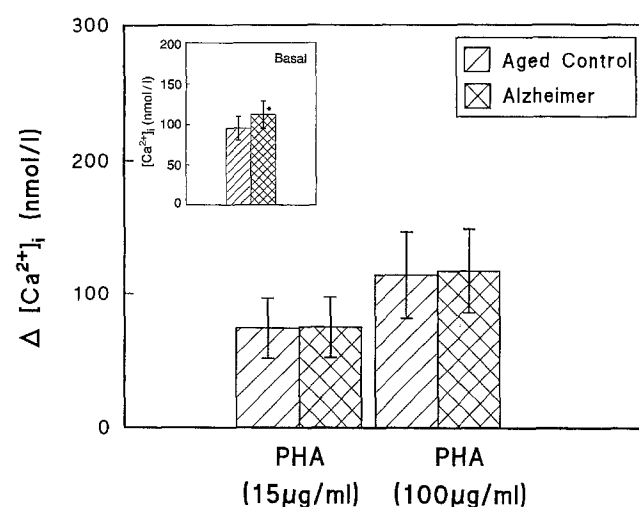 300
200
100
0
Δ [Ca²⁺]ᵢ (nmol/l)
200
150
100
50
0
[Ca²⁺]ᵢ (nmol/l)
Basal
*
Aged Control
Alzheimer
PHA
(15μg/ml)
PHA
(100μg/ml)